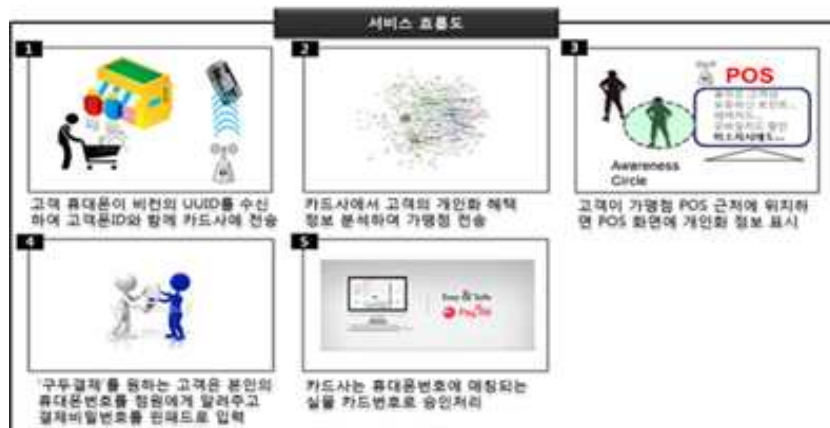 서비스 흐름도
1
2
3
POS
Awareness
Circle
고객 휴대폰이 비컨의 UUID를 수신
하여 고객폰ID와 함께 카드사에 전송
카드사에서 고객의 개인화 혜택
정보 분석하여 가맹점 전송
고객이 가맹점 POS 근처에 위치하
면 POS 화면에 개인화 정보 표시
4
5
Easy & Safe
'구두결제'를 원하는 고객은 본인의
휴대폰번호를 점원에게 알려주고
결제비밀번호를 핀패드로 입력
카드사는 휴대폰번호에 매칭되는
실물 카드번호로 승인처리